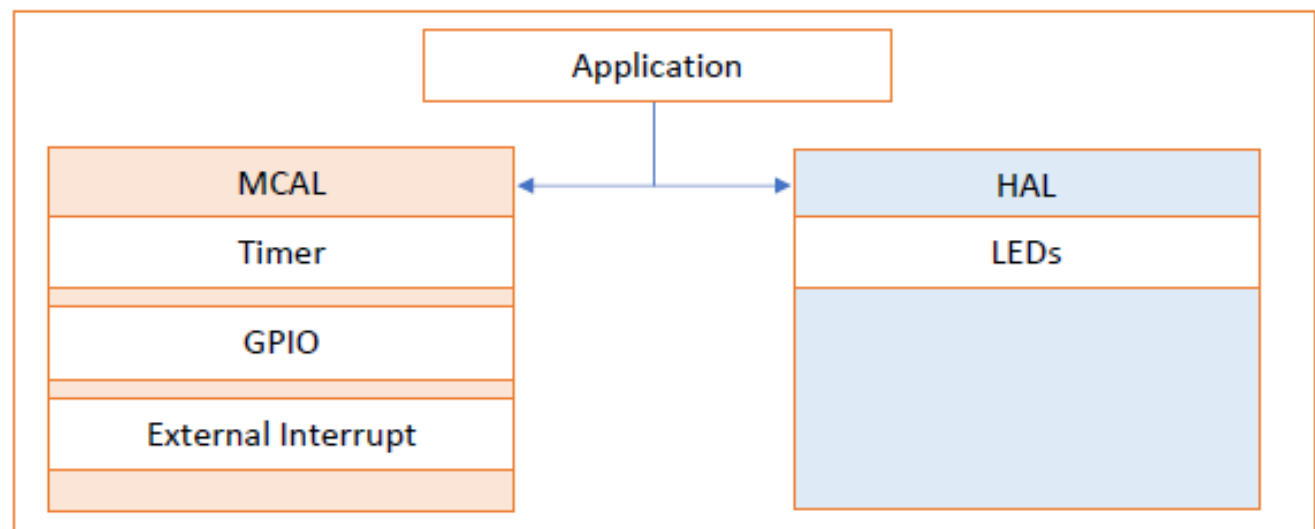 Application
MCAL
HAL
Timer
LEDs
GPIO
External Interrupt